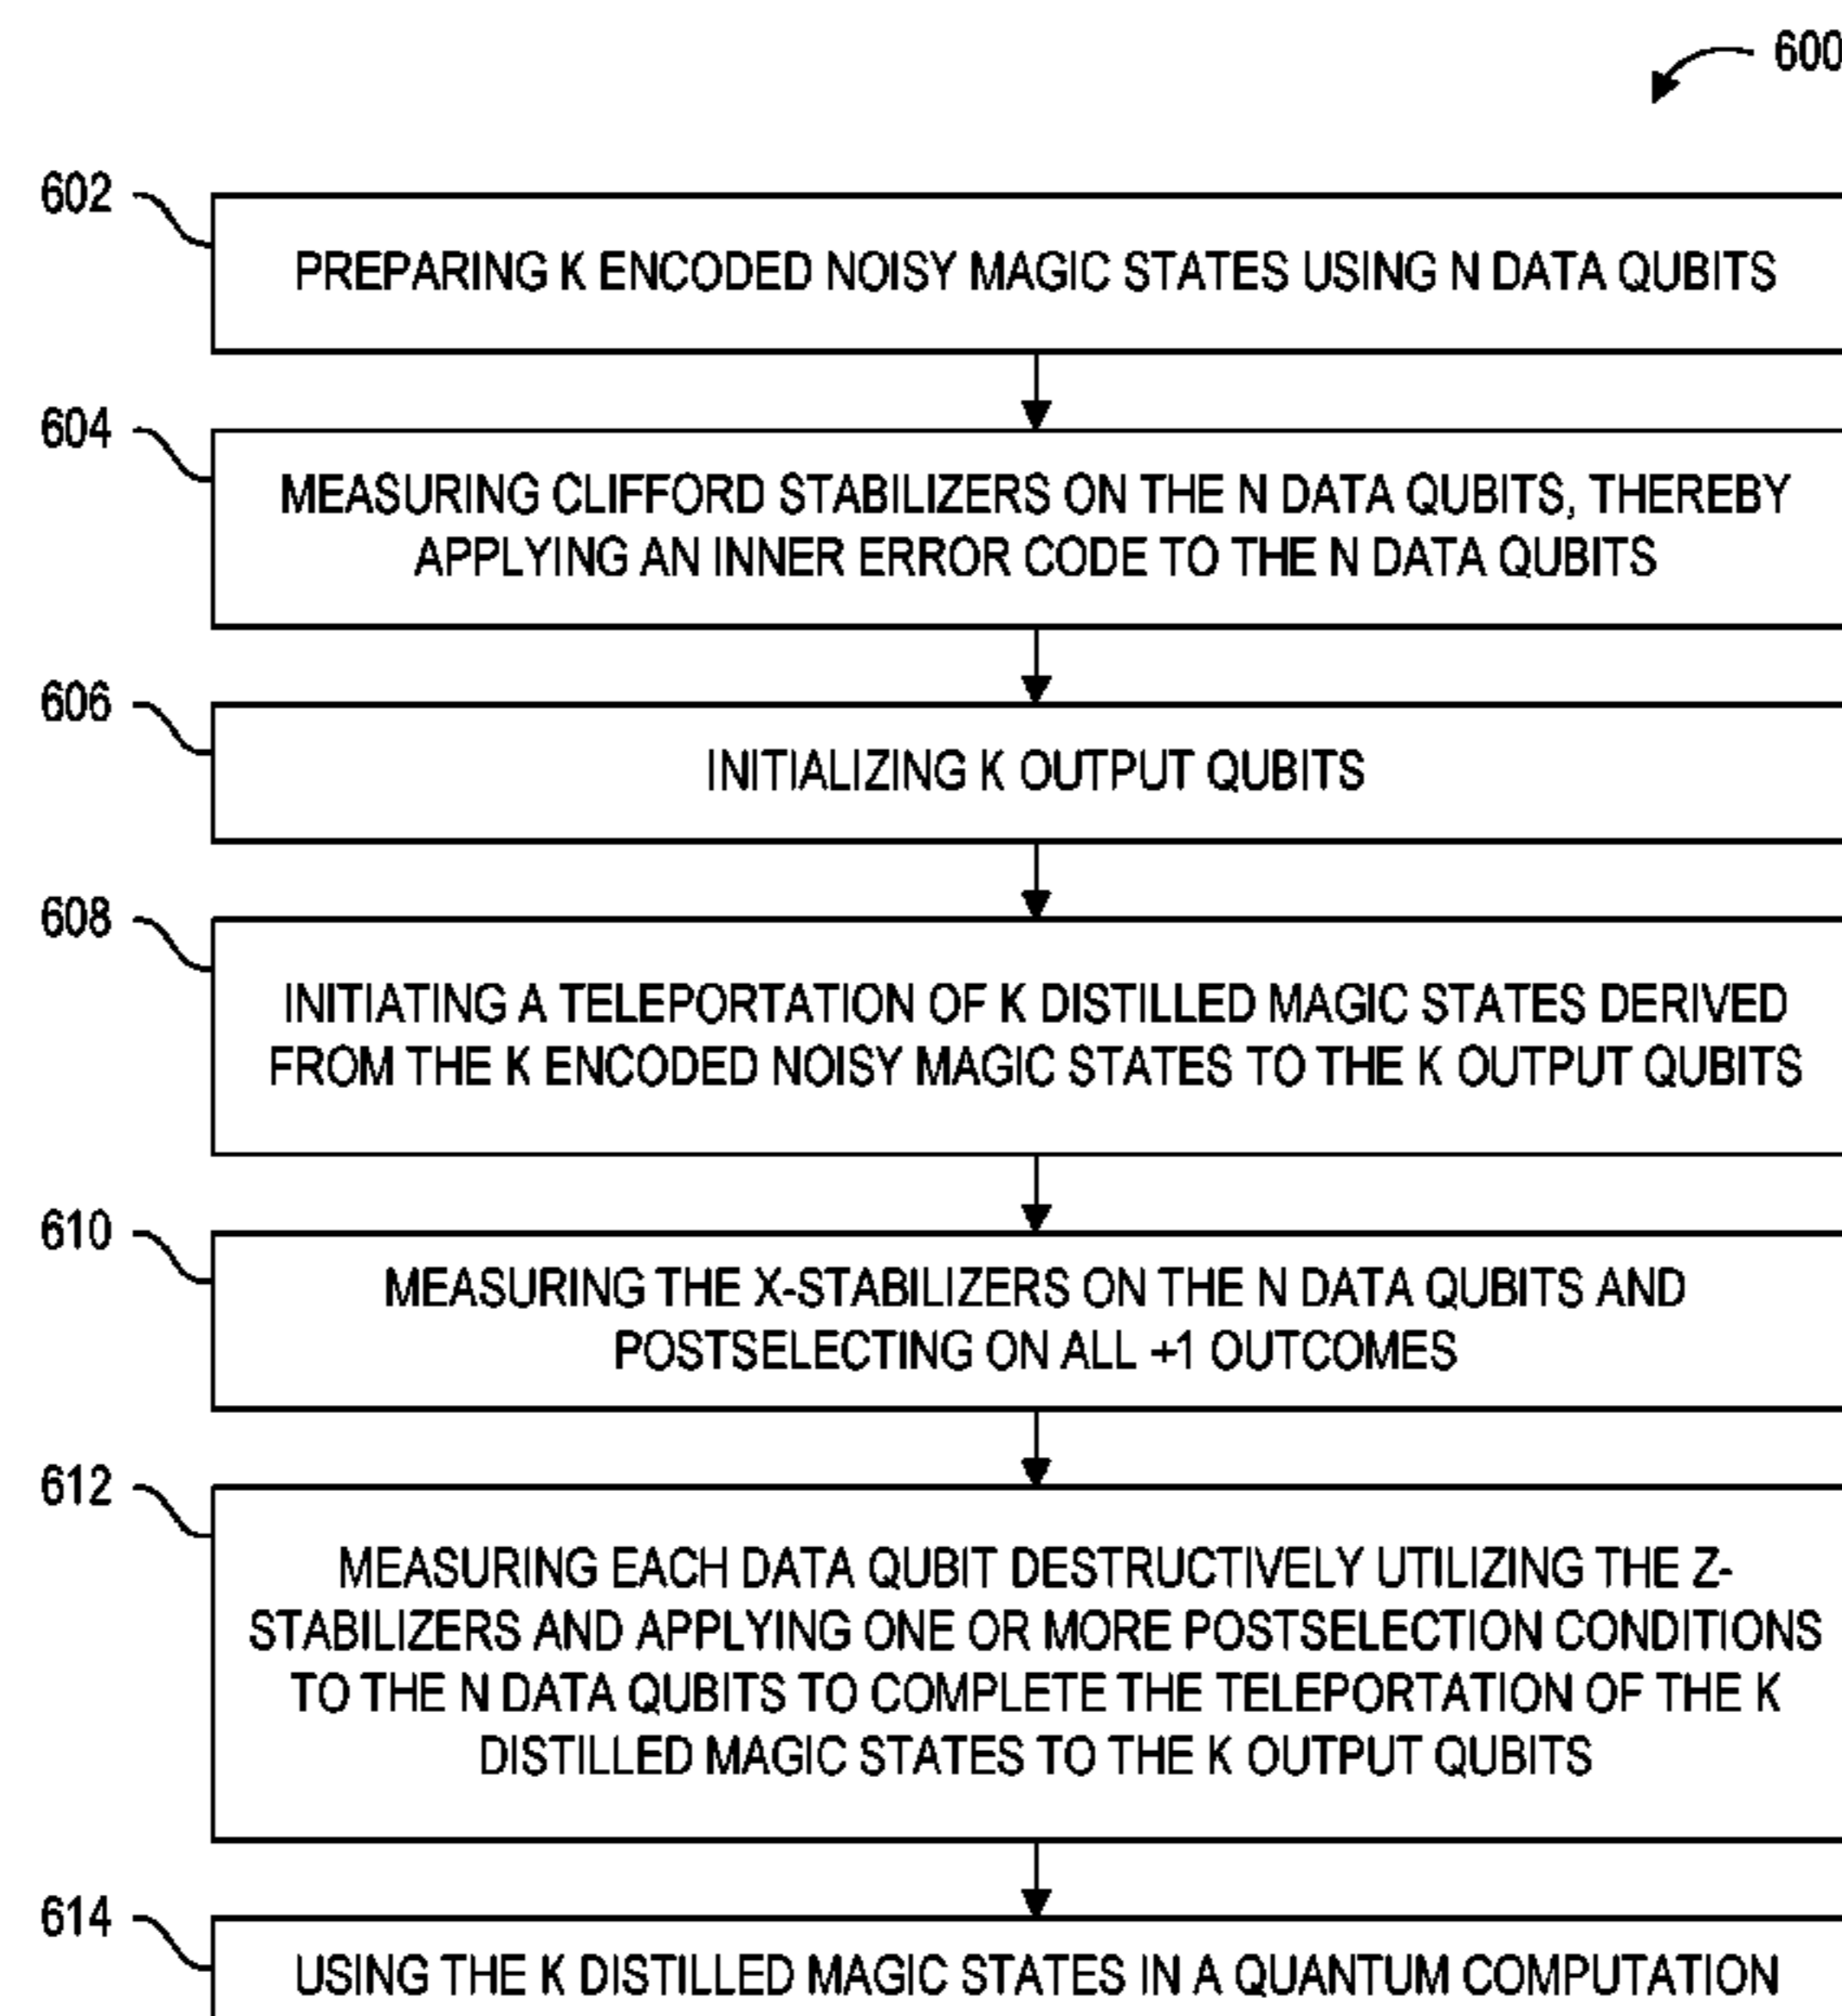 600
602
PREPARING K ENCODED NOISY MAGIC STATES USING N DATA QUBITS
604
MEASURING CLIFFORD STABILIZERS ON THE N DATA QUBITS, THEREBY
APPLYING AN INNER ERROR CODE TO THE N DATA QUBITS
606
INITIALIZING K OUTPUT QUBITS
608
INITIATING A TELEPORTATION OF K DISTILLED MAGIC STATES DERIVED
FROM THE K ENCODED NOISY MAGIC STATES TO THE K OUTPUT QUBITS
610
MEASURING THE X-STABILIZERS ON THE N DATA QUBITS AND
POSTSELECTING ON ALL +1 OUTCOMES
612
MEASURING EACH DATA QUBIT DESTRUCTIVELY UTILIZING THE Z-
STABILIZERS AND APPLYING ONE OR MORE POSTSELECTION CONDITIONS
TO THE N DATA QUBITS TO COMPLETE THE TELEPORTATION OF THE K
DISTILLED MAGIC STATES TO THE K OUTPUT QUBITS
614
USING THE K DISTILLED MAGIC STATES IN A QUANTUM COMPUTATION